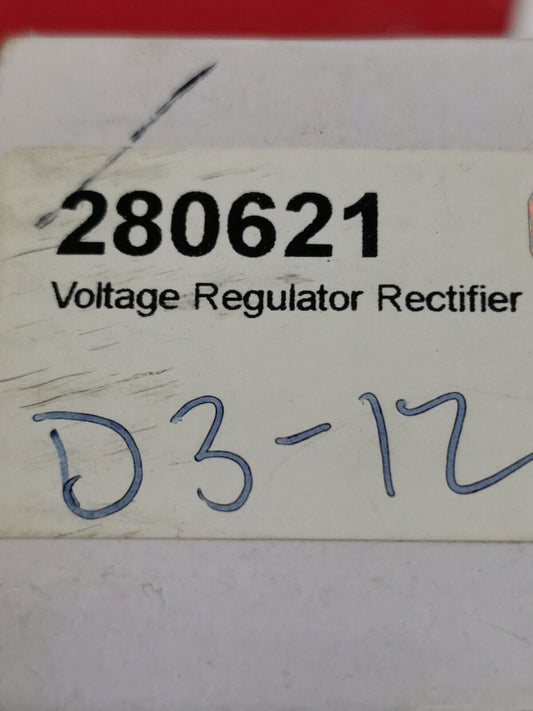 280621
Voltage Regulator Rectifier
D3-12